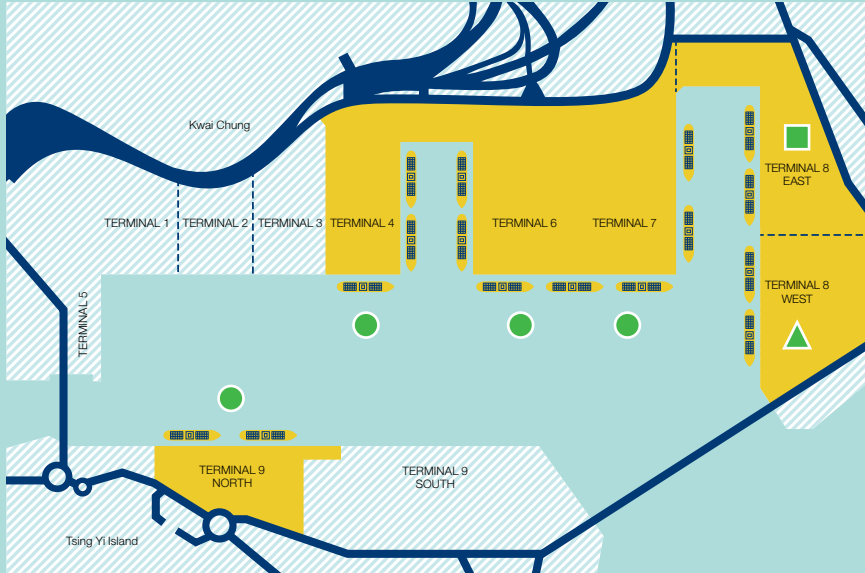 Kwai Chung
TERMINAL 8
EAST
TERMINAL 1
TERMINAL 2
TERMINAL 3
TERMINAL 4
TERMINAL 6
TERMINAL 7
TERMINAL 5
TERMINAL 8
WEST
TERMINAL 9
NORTH
TERMINAL 9
SOUTH
Tsing Yi Island